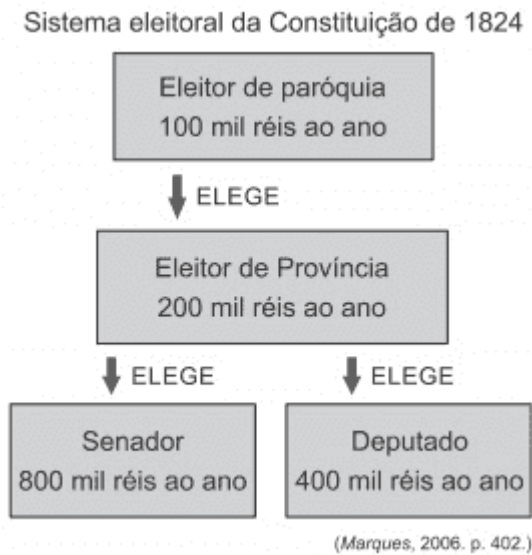 Sistema eleitoral da Constituição de 1824
Eleitor de paróquia
100 mil réis ao ano
ELEGE
Eleitor de Província
200 mil réis ao ano
ELEGE
ELEGE
Senador
800 mil réis ao ano
Deputado
400 mil réis ao ano
(Marques, 2006. p. 402.)